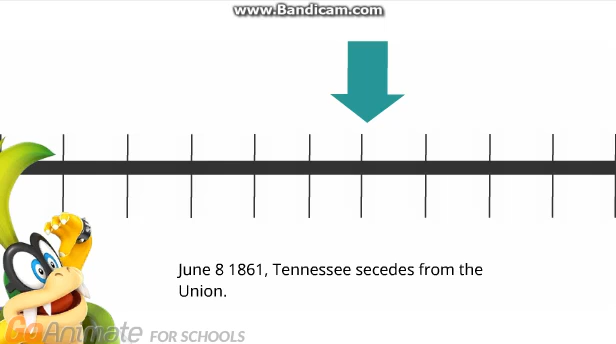 www.Bandicam.com
June 8 1861, Tennessee secedes from the
Union.
GoAnimate FOR SCHOOLS